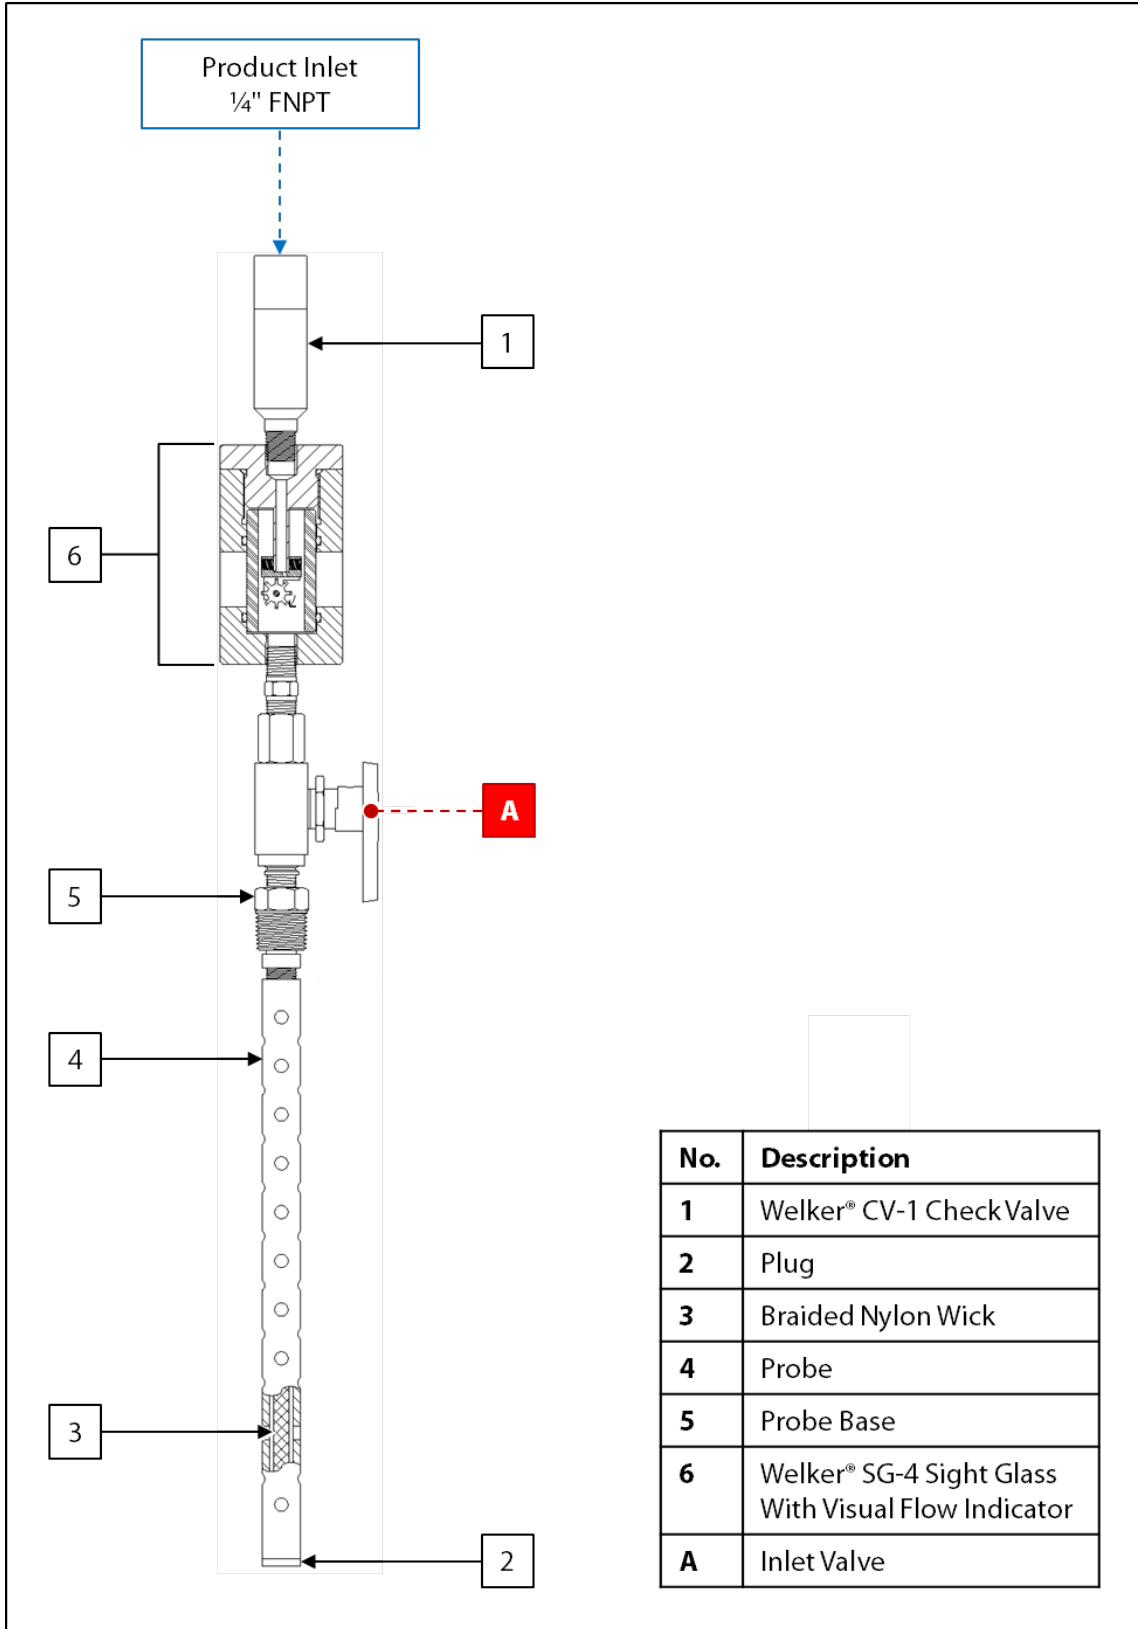 Product Inlet
¼" FNPT
1
6
A
5
4
3
2
No. Description
1 Welker® CV-1 Check Valve
2 Plug
3 Braided Nylon Wick
4 Probe
5 Probe Base
6 Welker® SG-4 Sight Glass
With Visual Flow Indicator
A Inlet Valve